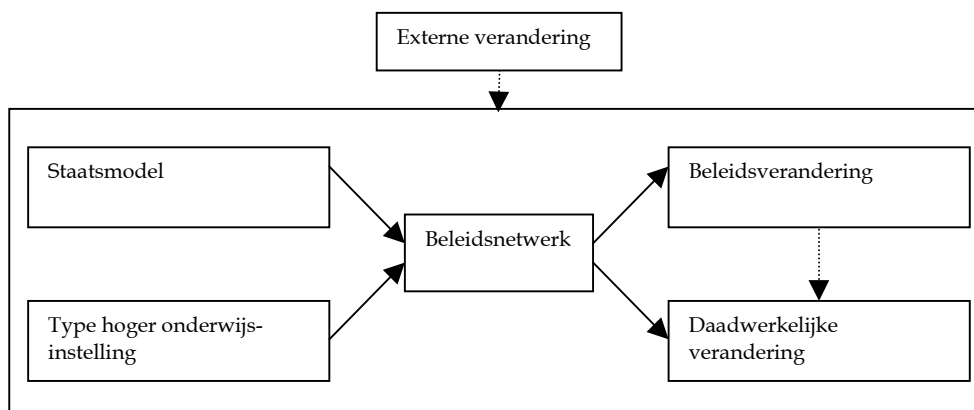 Externe verandering
Staatsmodel
Beleidsverandering
Beleidsnetwerk
Type hoger onderwijs-
instelling
Daadwerkelijke
verandering